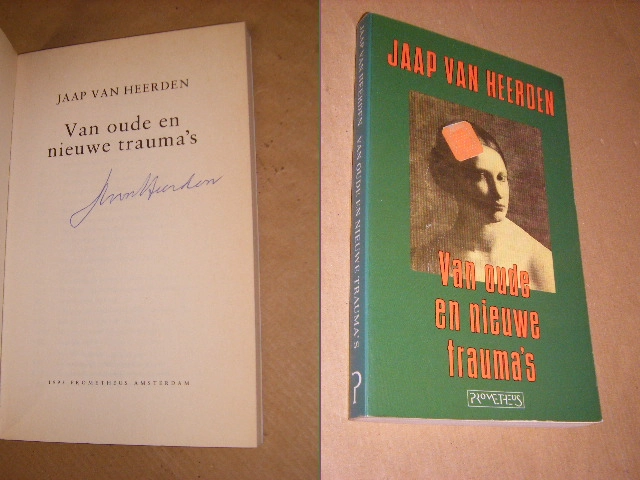 JAAP VAN HEERDEN
Van oude en
nieuwe trauma's
PROMETHEUS AMSTERDAM
JAAP VAN HEERDEN VAN OUDE EN NIEUWE TRAUMA'S
JAAP VAN HEERDEN
Van oude
en nieuwe
trauma's
PROMETHEUS